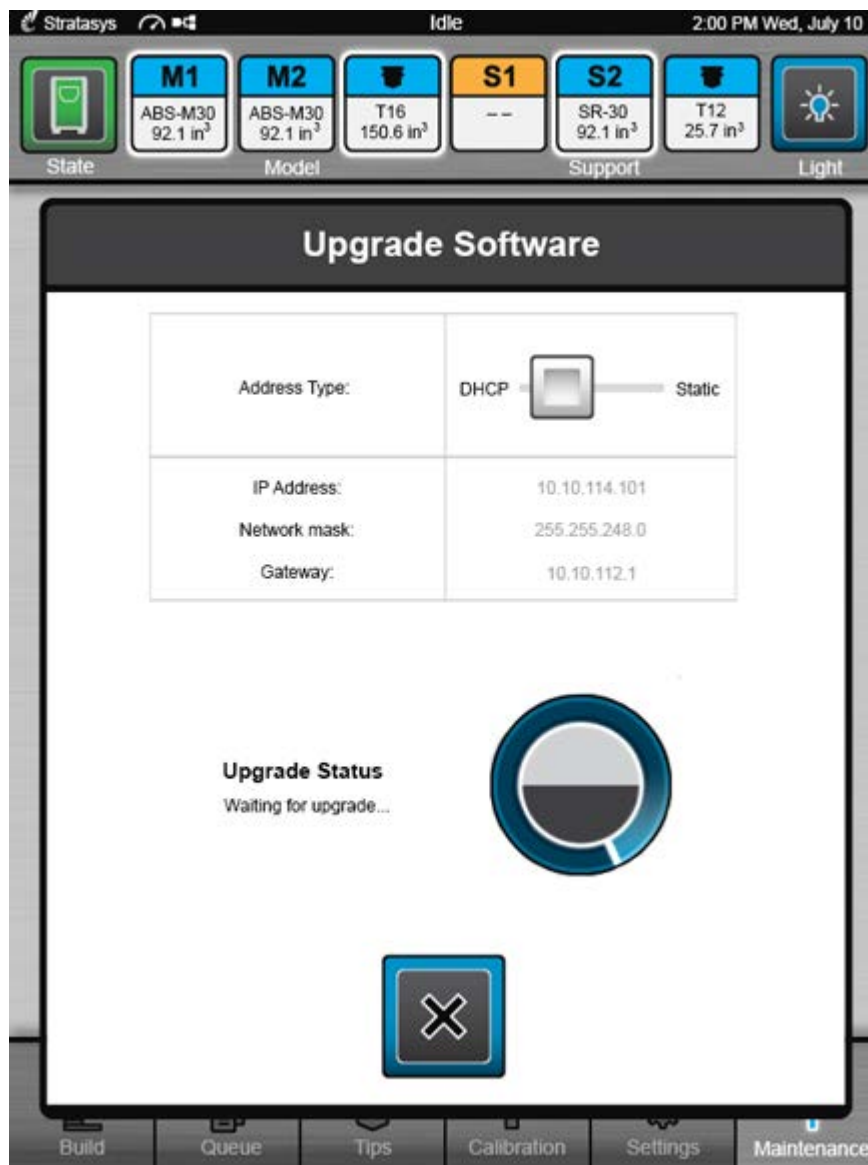 Stratasys Idle 2:00 PM Wed, July 10
M1 M2 S1 S2
ABS-M30 ABS-M30 T16 -- SR-30 T12
92.1 in³ 92.1 in³ 150.6 in³ 92.1 in³ 25.7 in³
State Model Support Light
Upgrade Software
Address Type: DHCP Static
IP Address: 10.10.114.101
Network mask: 255.255.248.0
Gateway: 10.10.112.1
Upgrade Status
Waiting for upgrade...
Build Queue Tips Calibration Settings Maintenance